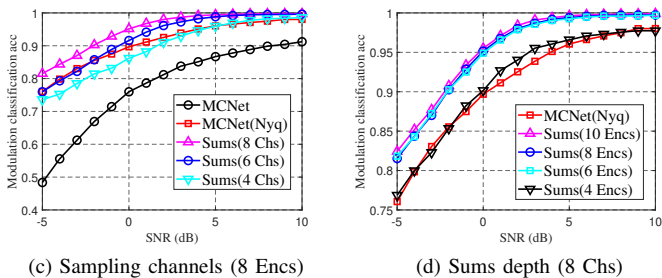 Modulation classification acc
1
0.9
0.8
0.7
0.6
0.5
0.4
-5
0
5
10
SNR (dB)
MCNet
MCNet(Nyq)
Sums(8 Chs)
Sums(6 Chs)
Sums(4 Chs)
(c) Sampling channels (8 Encs)
Modulation classification acc
1
0.95
0.9
0.85
0.8
0.75
-5
0
5
10
SNR (dB)
MCNet(Nyq)
Sums(10 Encs)
Sums(8 Encs)
Sums(6 Encs)
Sums(4 Encs)
(d) Sums depth (8 Chs)